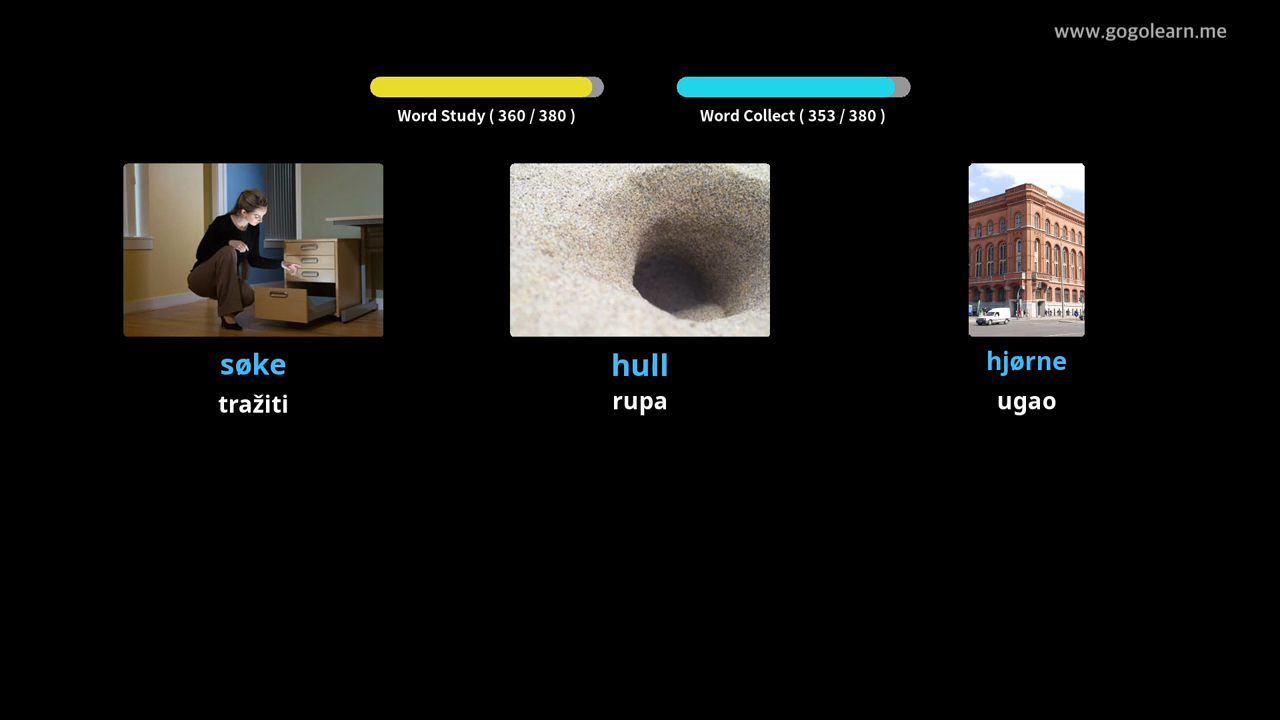 www.gogolearn.me
Word Study ( 360 / 380 )
Word Collect ( 353 / 380 )
søke
hull
hjørne
tražiti
rupa
ugao